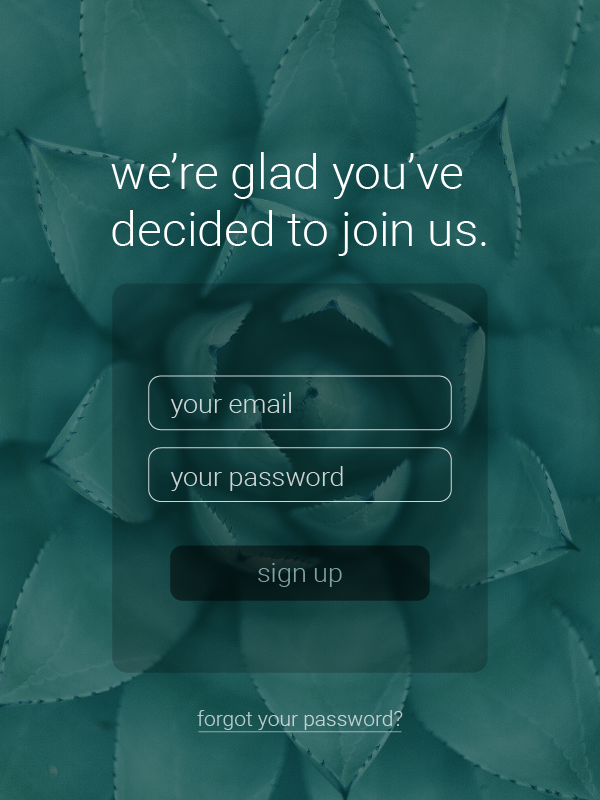 we’re glad you’ve
decided to join us.
your email
your password
sign up
forgot your password?